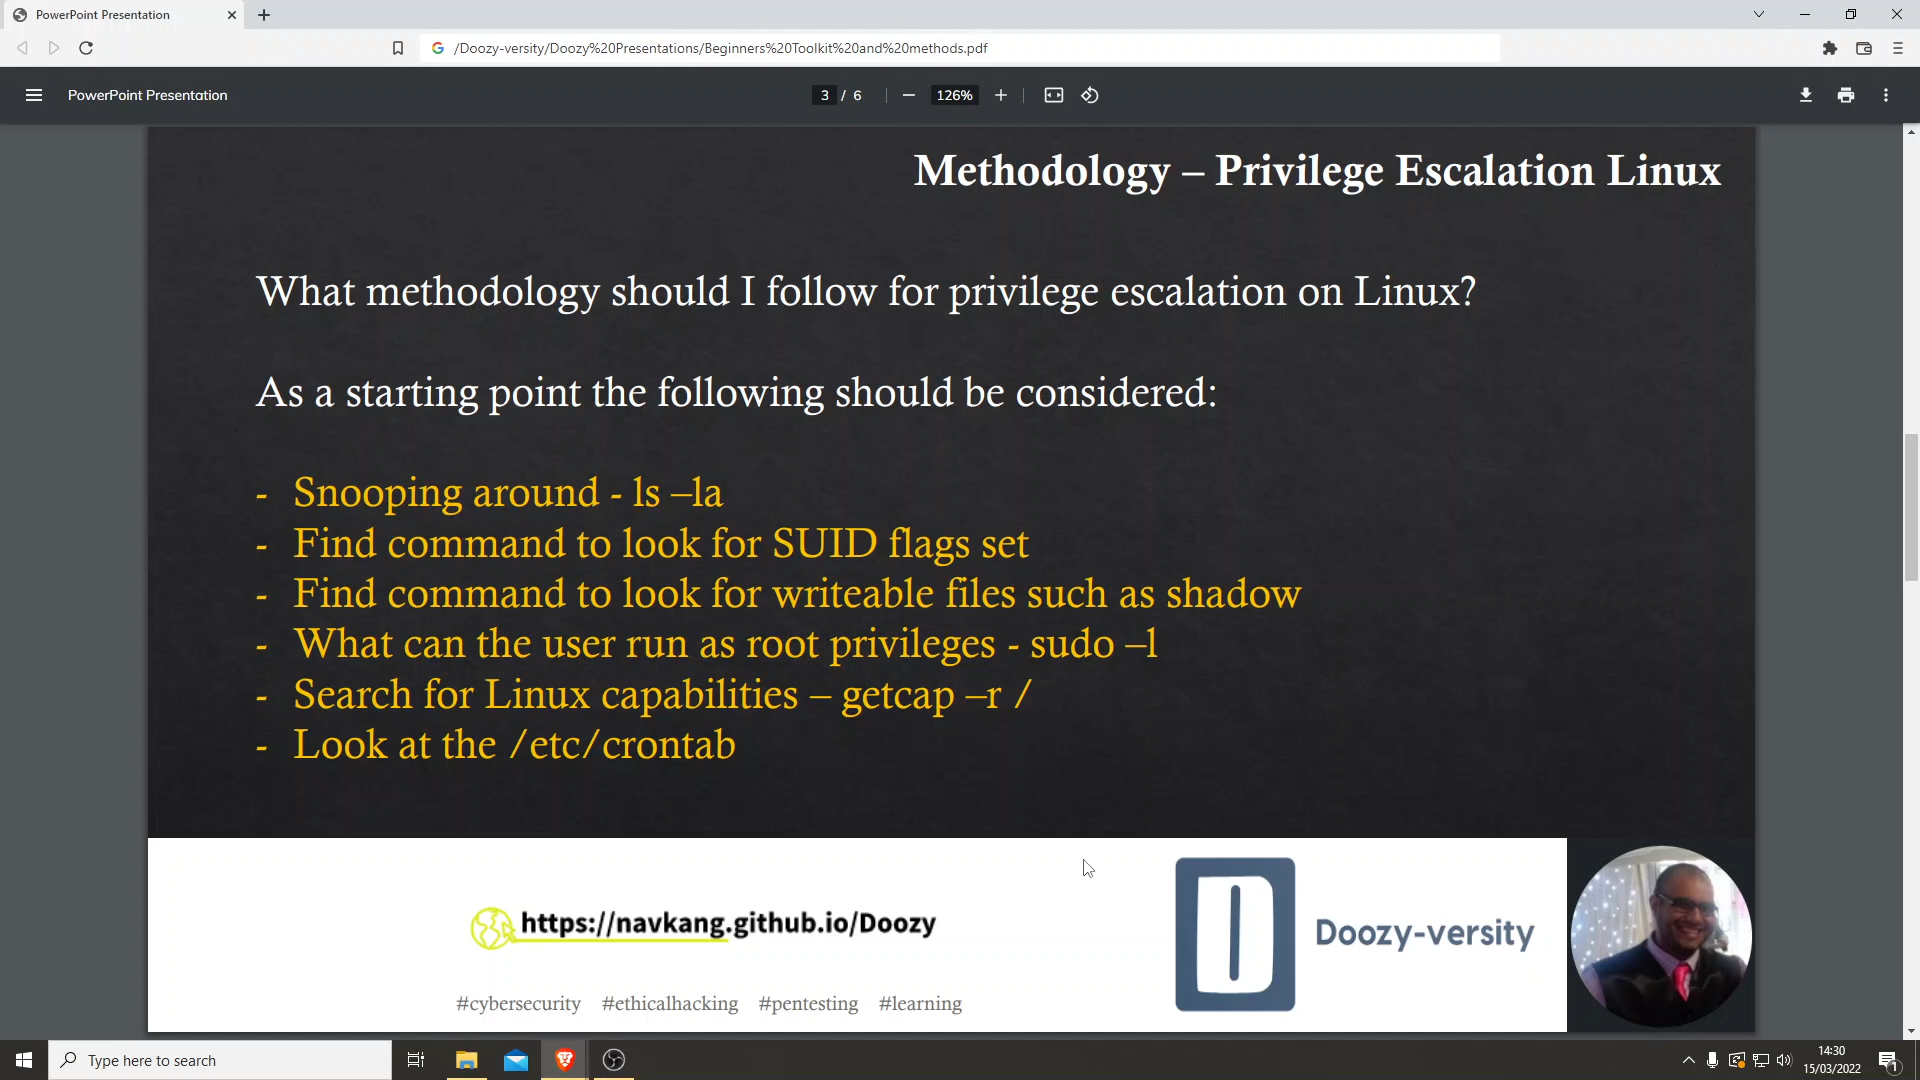 PowerPoint Presentation
/Doozy-versity/Doozy%20Presentations/Beginners%20Toolkit%20and%20methods.pdf
PowerPoint Presentation
3 / 6
126%
Methodology – Privilege Escalation Linux
What methodology should I follow for privilege escalation on Linux?
As a starting point the following should be considered:
- Snooping around - ls –la
- Find command to look for SUID flags set
- Find command to look for writeable files such as shadow
- What can the user run as root privileges - sudo –l
- Search for Linux capabilities – getcap –r /
- Look at the /etc/crontab
https://navkang.github.io/Doozy
#cybersecurity #ethicalhacking #pentesting #learning
D
Doozy-versity
Type here to search
14:30
15/03/2022
1